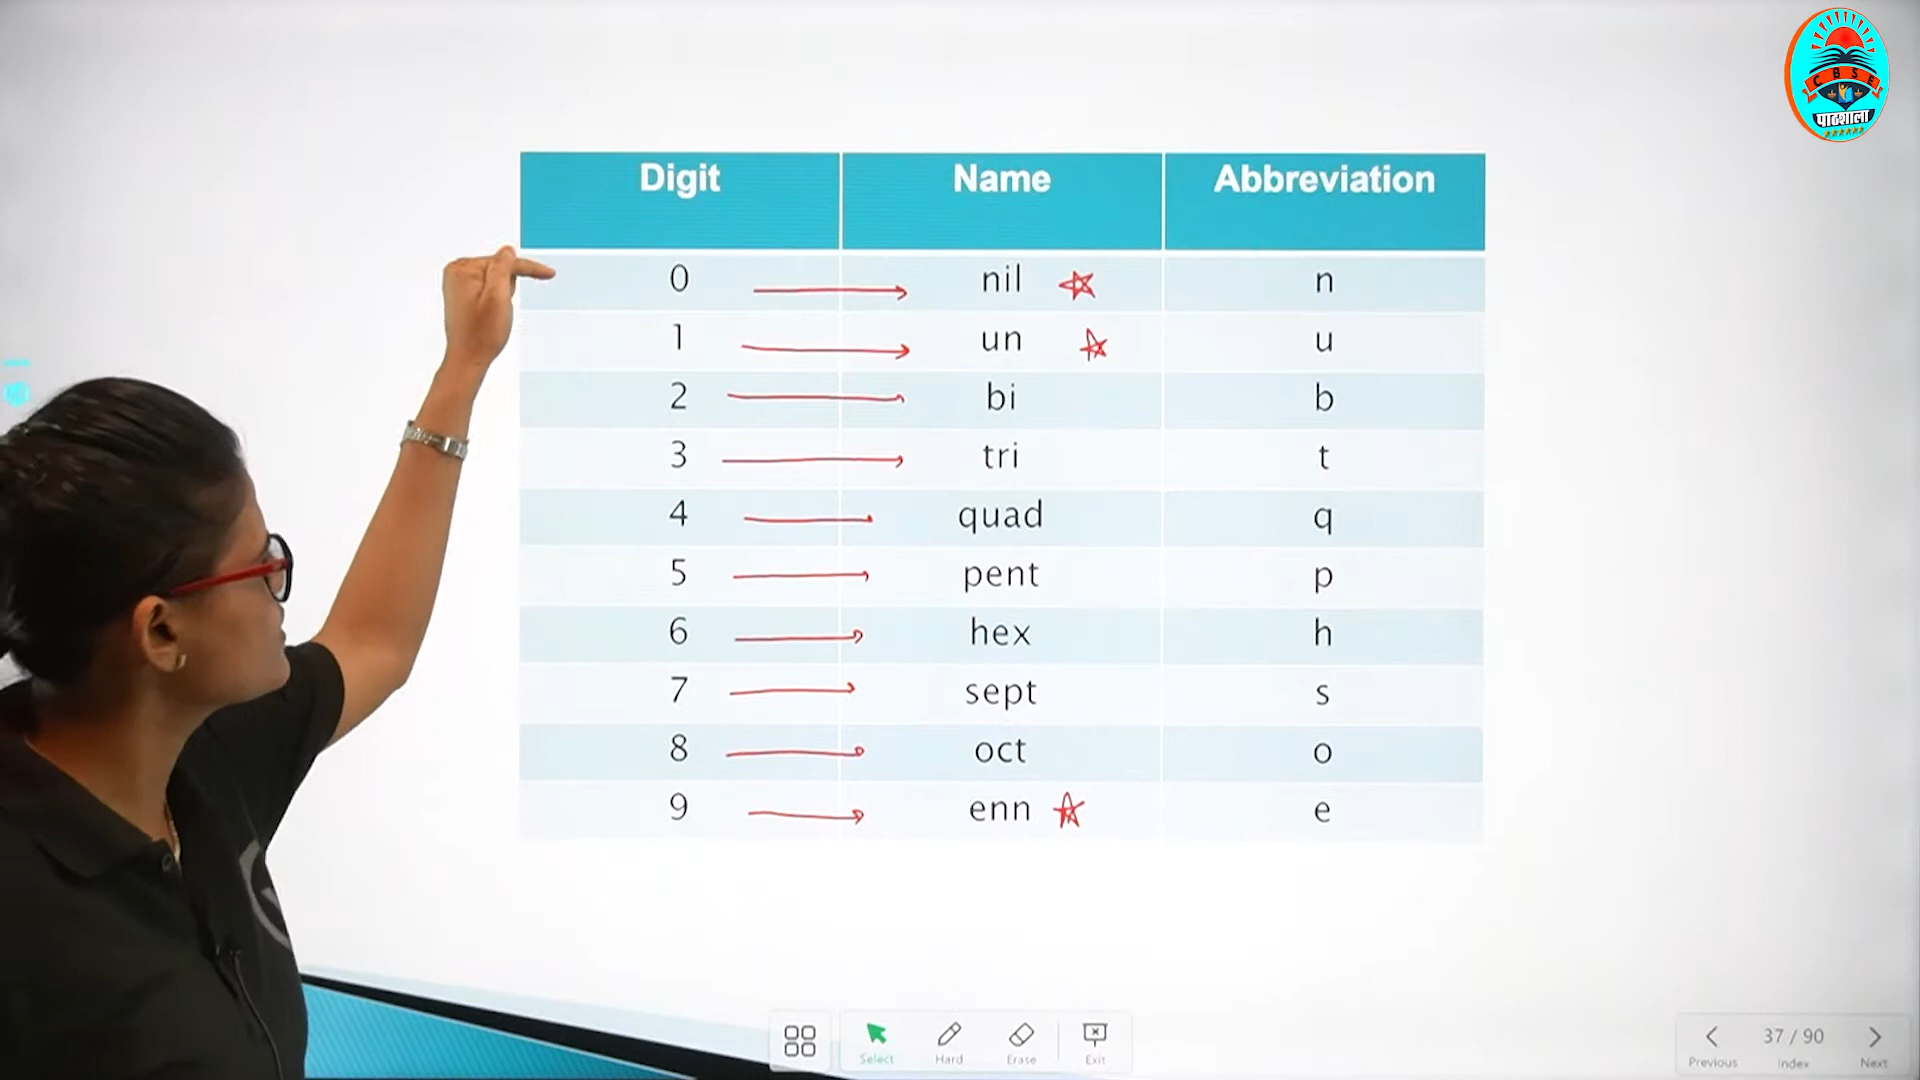 CBSE
पाठशाला
Digit Name Abbreviation
0 nil n
1 un u
2 bi b
3 tri t
4 quad q
5 pent p
6 hex h
7 sept s
8 oct o
9 enn e
Select Hard Erase Exit
37 / 90
Previous Index Next